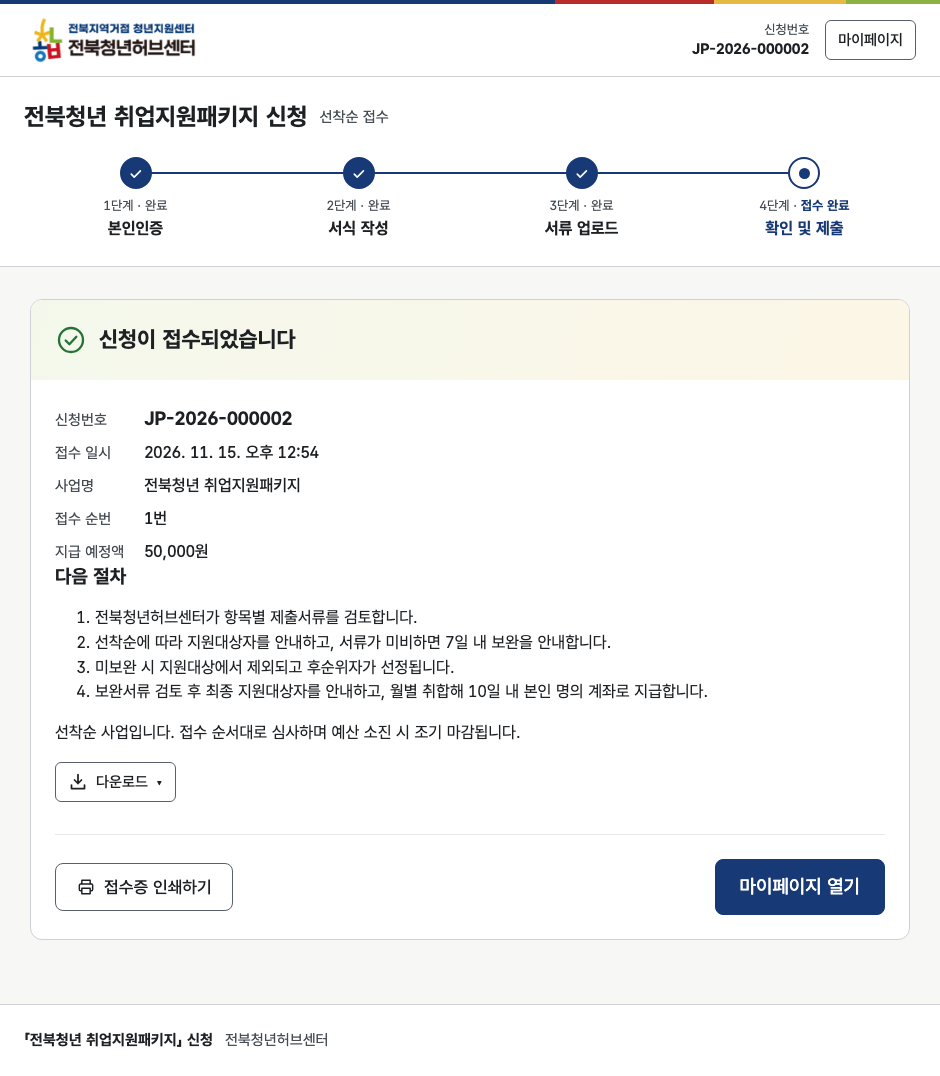 전북지역거점 청년지원센터
전북청년허브센터
신청번호
JP-2026-000002
마이페이지
전북청년 취업지원패키지 신청 선착순 접수
1단계 · 완료
본인인증
2단계 · 완료
서식 작성
3단계 · 완료
서류 업로드
4단계 · 접수 완료
확인 및 제출
신청이 접수되었습니다
신청번호 JP-2026-000002
접수 일시 2026. 11. 15. 오후 12:54
사업명 전북청년 취업지원패키지
접수 순번 1번
지급 예정액 50,000원
다음 절차
1. 전북청년허브센터가 항목별 제출서류를 검토합니다.
2. 선착순에 따라 지원대상자를 안내하고, 서류가 미비하면 7일 내 보완을 안내합니다.
3. 미보완 시 지원대상에서 제외되고 후순위자가 선정됩니다.
4. 보완서류 검토 후 최종 지원대상자를 안내하고, 월별 취합해 10일 내 본인 명의 계좌로 지급합니다.
선착순 사업입니다. 접수 순서대로 심사하며 예산 소진 시 조기 마감됩니다.
다운로드 ▾
접수증 인쇄하기
마이페이지 열기
「전북청년 취업지원패키지」 신청 전북청년허브센터